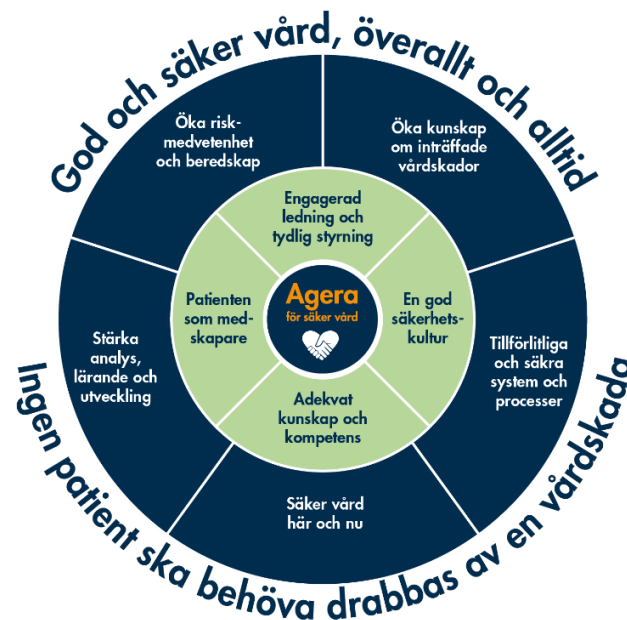 God och säker vård, överallt och alltid
Öka risk-
medvetenhet
och beredskap
Öka kunskap
om inträffade
vårdskador
Engagerad
ledning och
tydlig styrning
Patienten
som med-
skapare
Agera
för säker vård
En god
säkerhets-
kultur
Stärka
analys,
lärande och
utveckling
Tillförlitliga
och säkra
system och
processer
Adekvat
kunskap och
kompetens
Säker vård
här och nu
Ingen patient ska behöva drabbas av en vårdskada